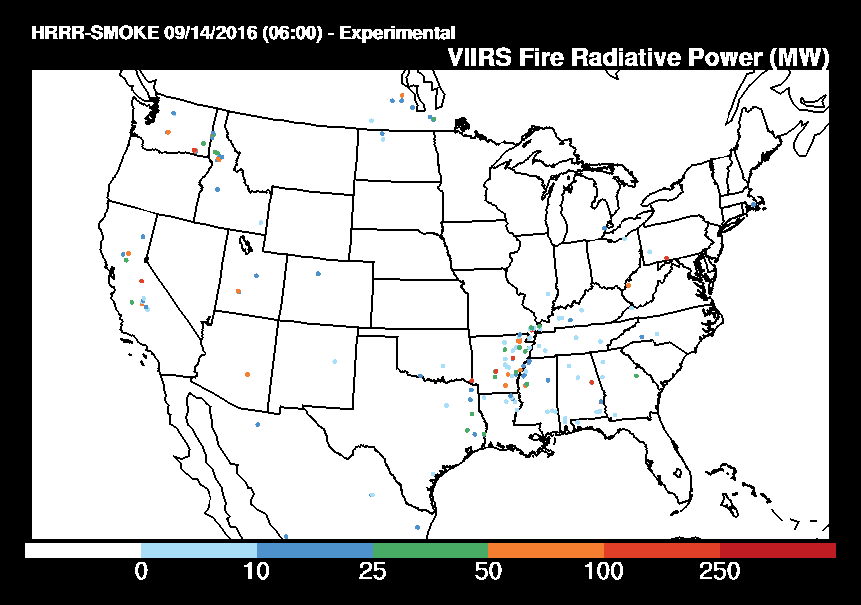 HRRR-SMOKE 09/14/2016 (06:00) - Experimental
VIIRS Fire Radiative Power (MW)
0 10 25 50 100 250